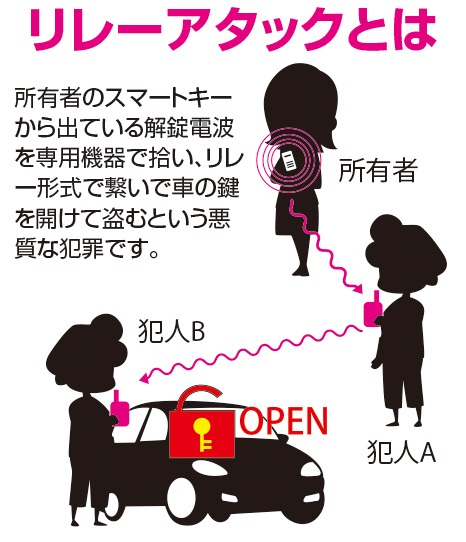 リレーアタックとは
所有者のスマートキー
から出ている解錠電波
を専用機器で拾い、リレ
ー形式で繋いで車の鍵
を開けて盗むという悪
質な犯罪です。
所有者
犯人B
OPEN
犯人A